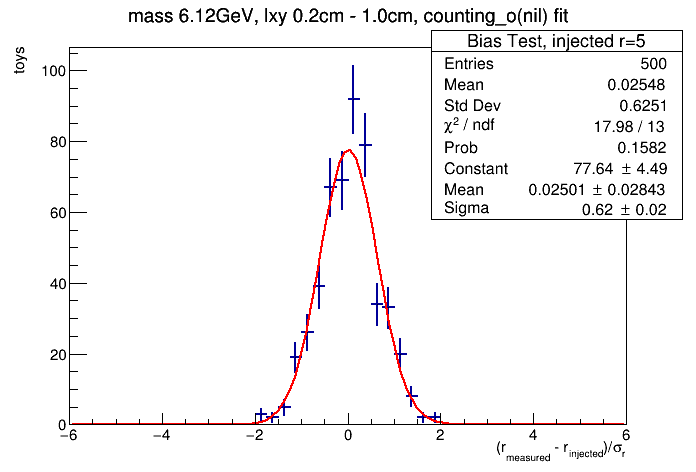 mass 6.12GeV, lxy 0.2cm - 1.0cm, counting_o(nil) fit
toys
Bias Test, injected r=5
Entries 500
Mean 0.02548
Std Dev 0.6251
χ² / ndf 17.98 / 13
Prob 0.1582
Constant 77.64 ± 4.49
Mean 0.02501 ± 0.02843
Sigma 0.62 ± 0.02
100
80
60
40
20
0
−6 −4 −2 0 2 4 6
(r_measured - r_injected)/σ_r